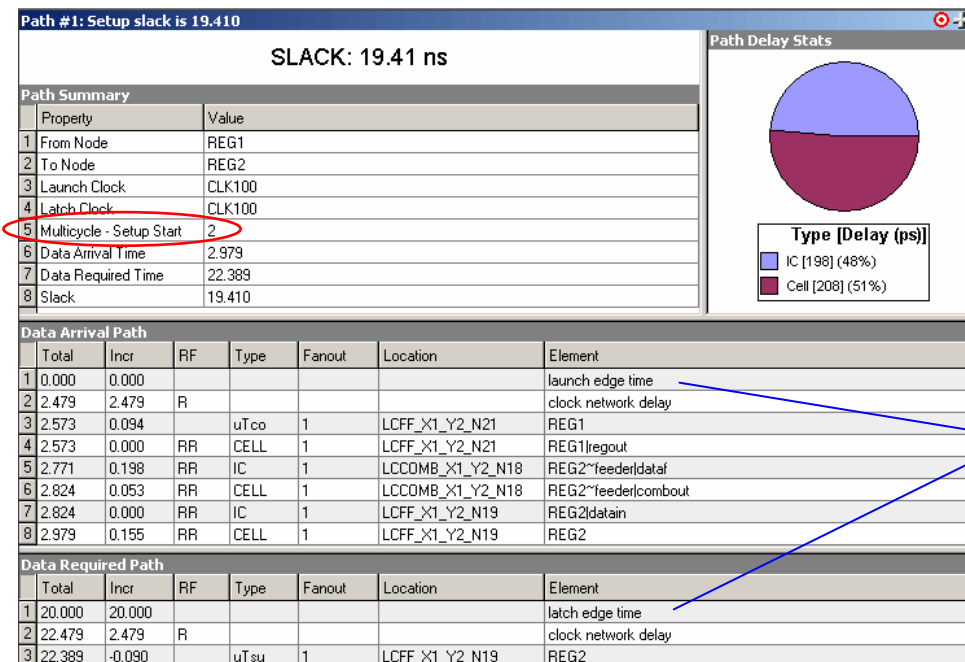 Path #1: Setup slack is 19.410
SLACK: 19.41 ns
Path Delay Stats
Path Summary
Property Value
1 From Node REG1
2 To Node REG2
3 Launch Clock CLK100
4 Latch Clock CLK100
5 Multicycle - Setup Start 2
6 Data Arrival Time 2.979
7 Data Required Time 22.389
8 Slack 19.410
Type [Delay (ps)]
IC [198] (48%)
Cell [208] (51%)
Data Arrival Path
Total Incr RF Type Fanout Location Element
1 0.000 0.000 launch edge time
2 2.479 2.479 R clock network delay
3 2.573 0.094 uTco 1 LCFF_X1_Y2_N21 REG1
4 2.573 0.000 RR CELL 1 LCFF_X1_Y2_N21 REG1|regout
5 2.771 0.198 RR IC 1 LCCOMB_X1_Y2_N18 REG2~feeder|dataf
6 2.824 0.053 RR CELL 1 LCCOMB_X1_Y2_N18 REG2~feeder|combout
7 2.824 0.000 RR IC 1 LCFF_X1_Y2_N19 REG2|datain
8 2.979 0.155 RR CELL 1 LCFF_X1_Y2_N19 REG2
Data Required Path
Total Incr RF Type Fanout Location Element
1 20.000 20.000 latch edge time
2 22.479 2.479 R clock network delay
3 22.389 -0.090 uTsu 1 LCFF_X1_Y2_N19 REG2